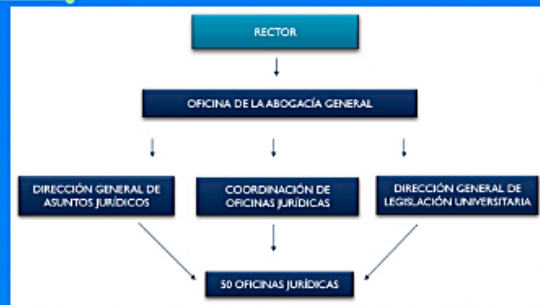 RECTOR
OFICINA DE LA ABOGACÍA GENERAL
DIRECCIÓN GENERAL DE
ASUNTOS JURÍDICOS
COORDINACIÓN DE
OFICINAS JURÍDICAS
DIRECCIÓN GENERAL DE
LEGISLACIÓN UNIVERSITARIA
50 OFICINAS JURÍDICAS